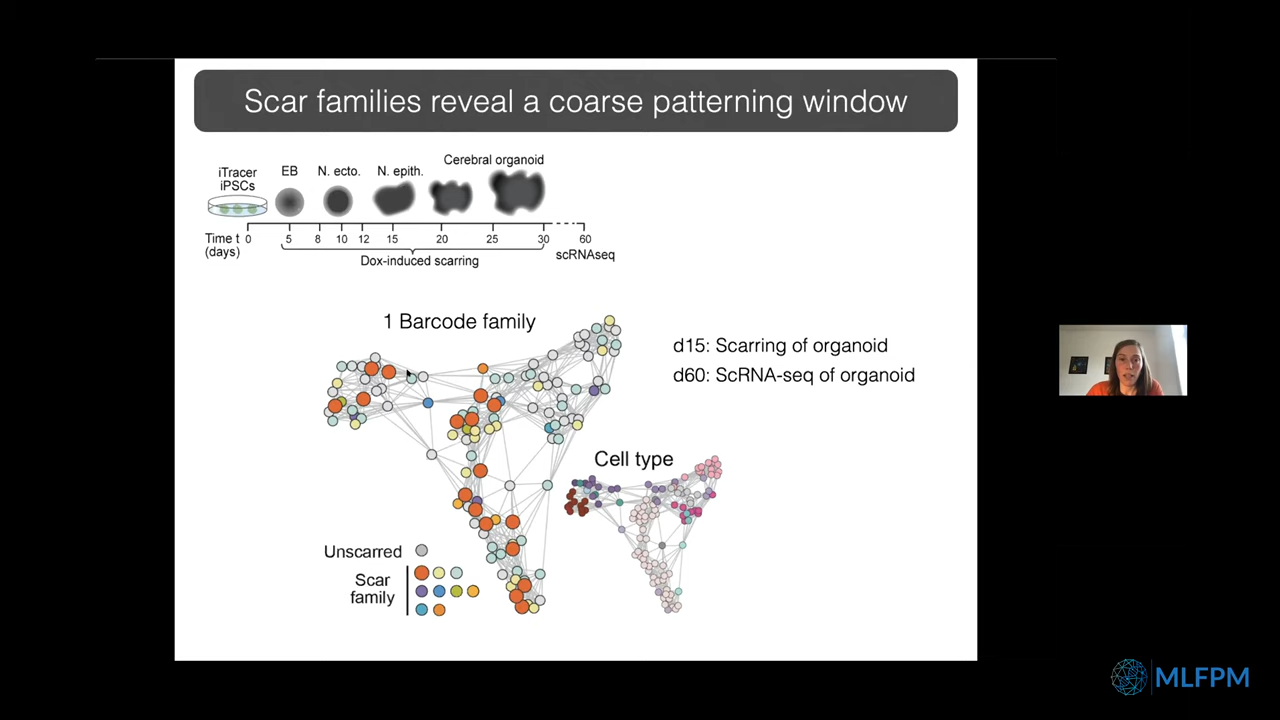 Scar families reveal a coarse patterning window
iTracer
iPSCs
EB
N. ecto.
N. epith.
Cerebral organoid
Time t
(days)
0 5 8 10 12 15 20 25 30 60
Dox-induced scarring
scRNAseq
1 Barcode family
d15: Scarring of organoid
d60: ScRNA-seq of organoid
Cell type
Unscarred
Scar
family
MLFPM